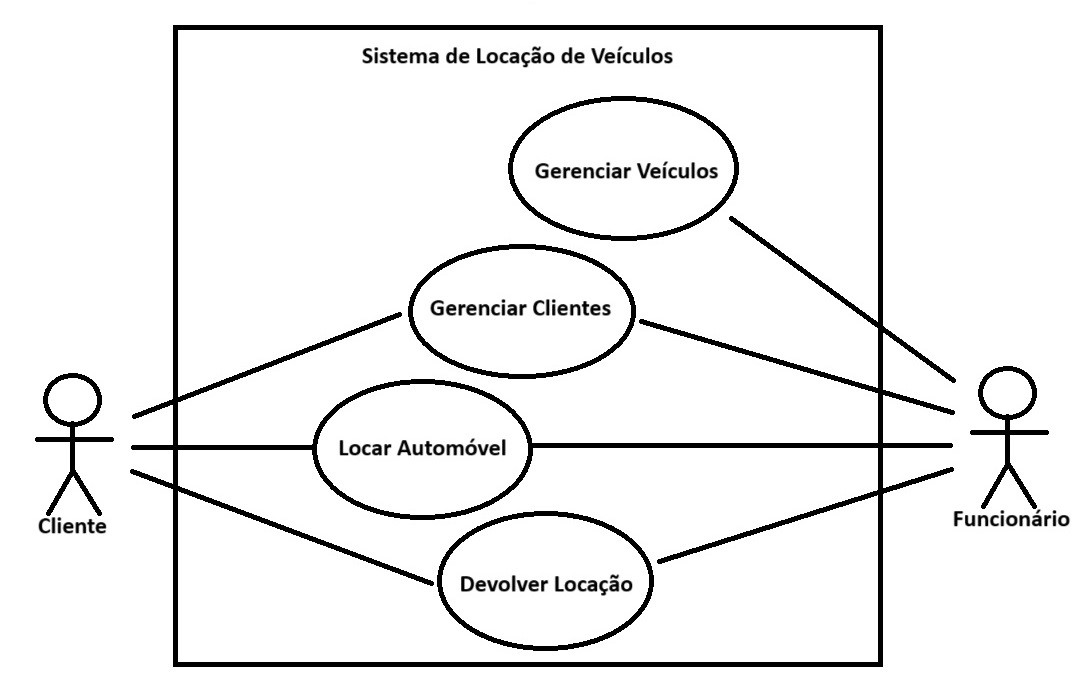 Sistema de Locação de Veículos
Gerenciar Veículos
Gerenciar Clientes
Locar Automóvel
Devolver Locação
Cliente
Funcionário